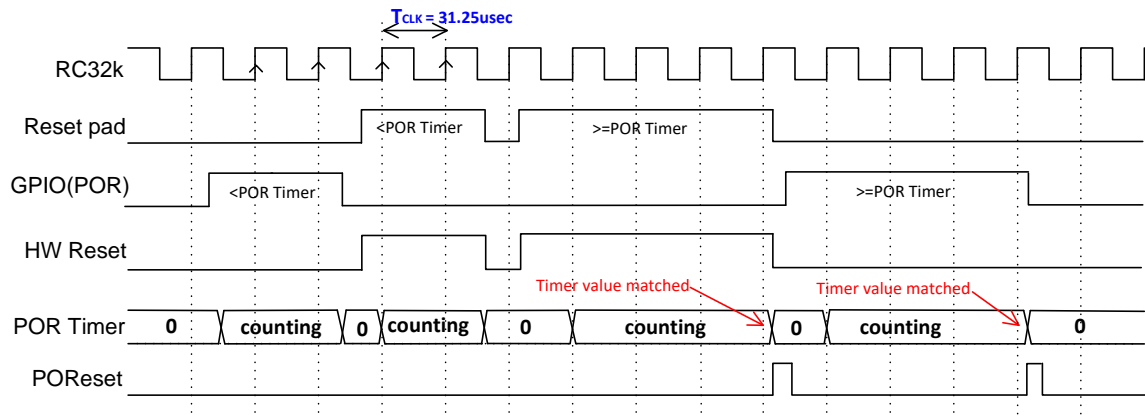 TCLK = 31.25usec
RC32k
Reset pad
<POR Timer
>=POR Timer
GPIO(POR)
<POR Timer
>=POR Timer
HW Reset
Timer value matched
Timer value matched
POR Timer
0
counting
0
counting
0
counting
0
counting
0
POReset